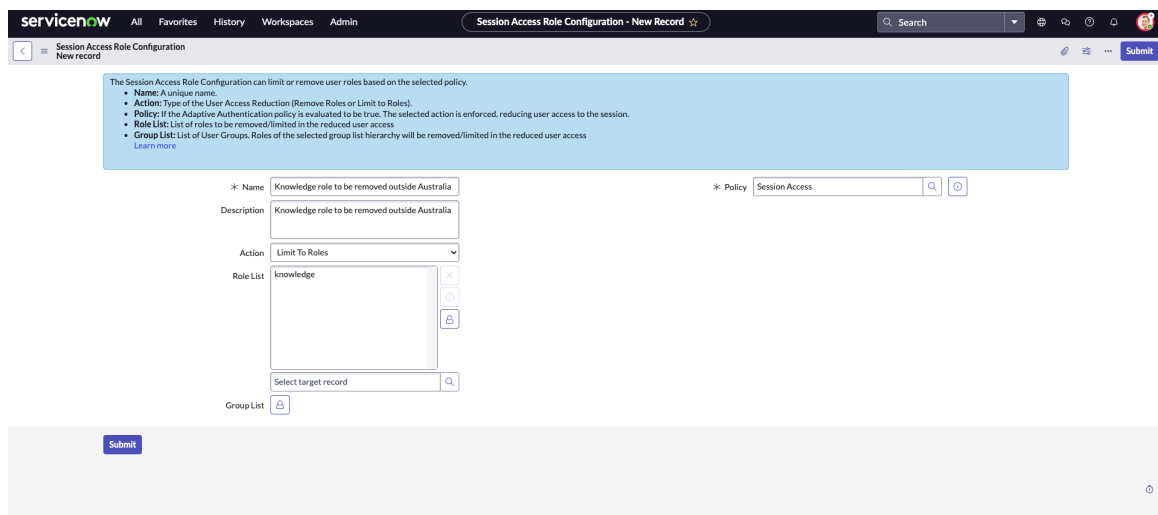 servicenow All Favorites History Workspaces Admin Session Access Role Configuration - New Record Search
Session Access Role Configuration
New record
Submit
The Session Access Role Configuration can limit or remove user roles based on the selected policy.
• Name: A unique name.
• Action: Type of the User Access Reduction (Remove Roles or Limit to Roles).
• Policy: If the Adaptive Authentication policy is evaluated to be true. The selected action is enforced, reducing user access to the session.
• Role List: List of roles to be removed/limited in the reduced user access
• Group List: List of User Groups. Roles of the selected group list hierarchy will be removed/limited in the reduced user access
Learn more
Name Knowledge role to be removed outside Australia
Policy Session Access
Description Knowledge role to be removed outside Australia
Action Limit To Roles
Role List knowledge
Select target record
Group List
Submit